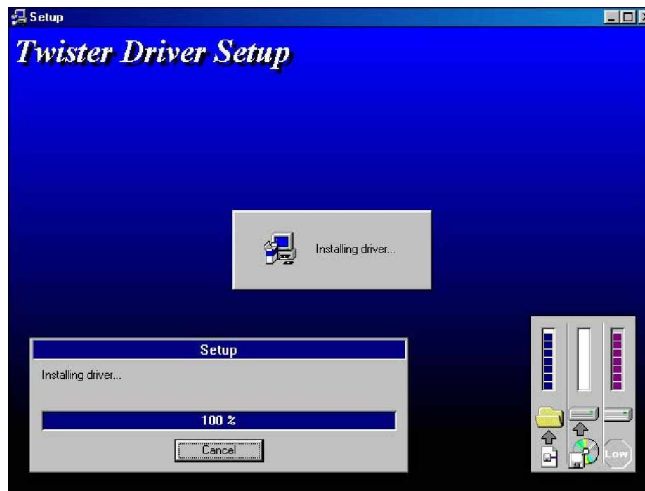 Setup
Twister Driver Setup
Installing driver...
Setup
Installing driver...
100 %
Cancel
Low